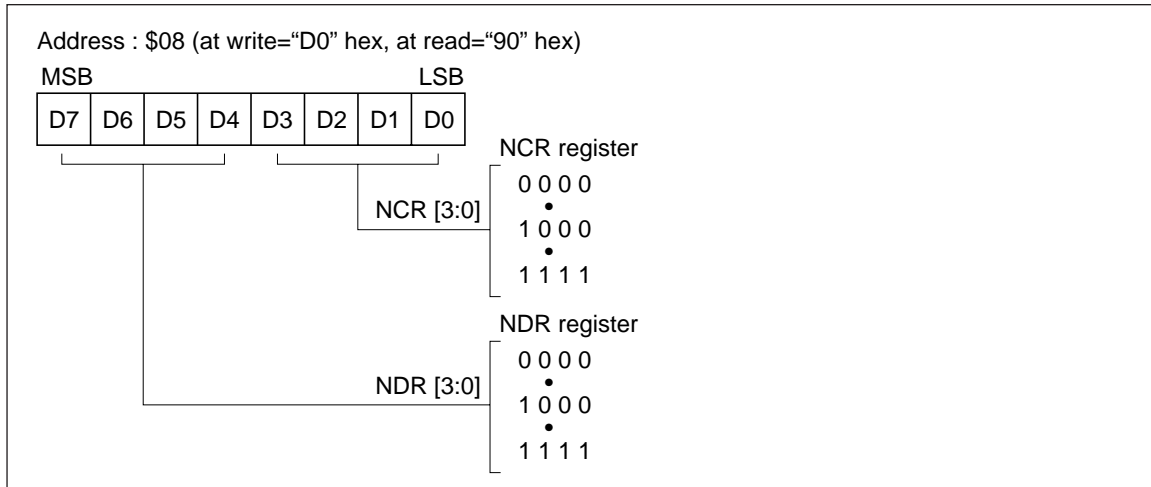 Address : $08 (at write=“D0” hex, at read=“90” hex)
MSB LSB
D7 D6 D5 D4 D3 D2 D1 D0
NCR register
0 0 0 0
•
NCR [3:0]
1 0 0 0
•
1 1 1 1
NDR register
0 0 0 0
•
NDR [3:0]
1 0 0 0
•
1 1 1 1